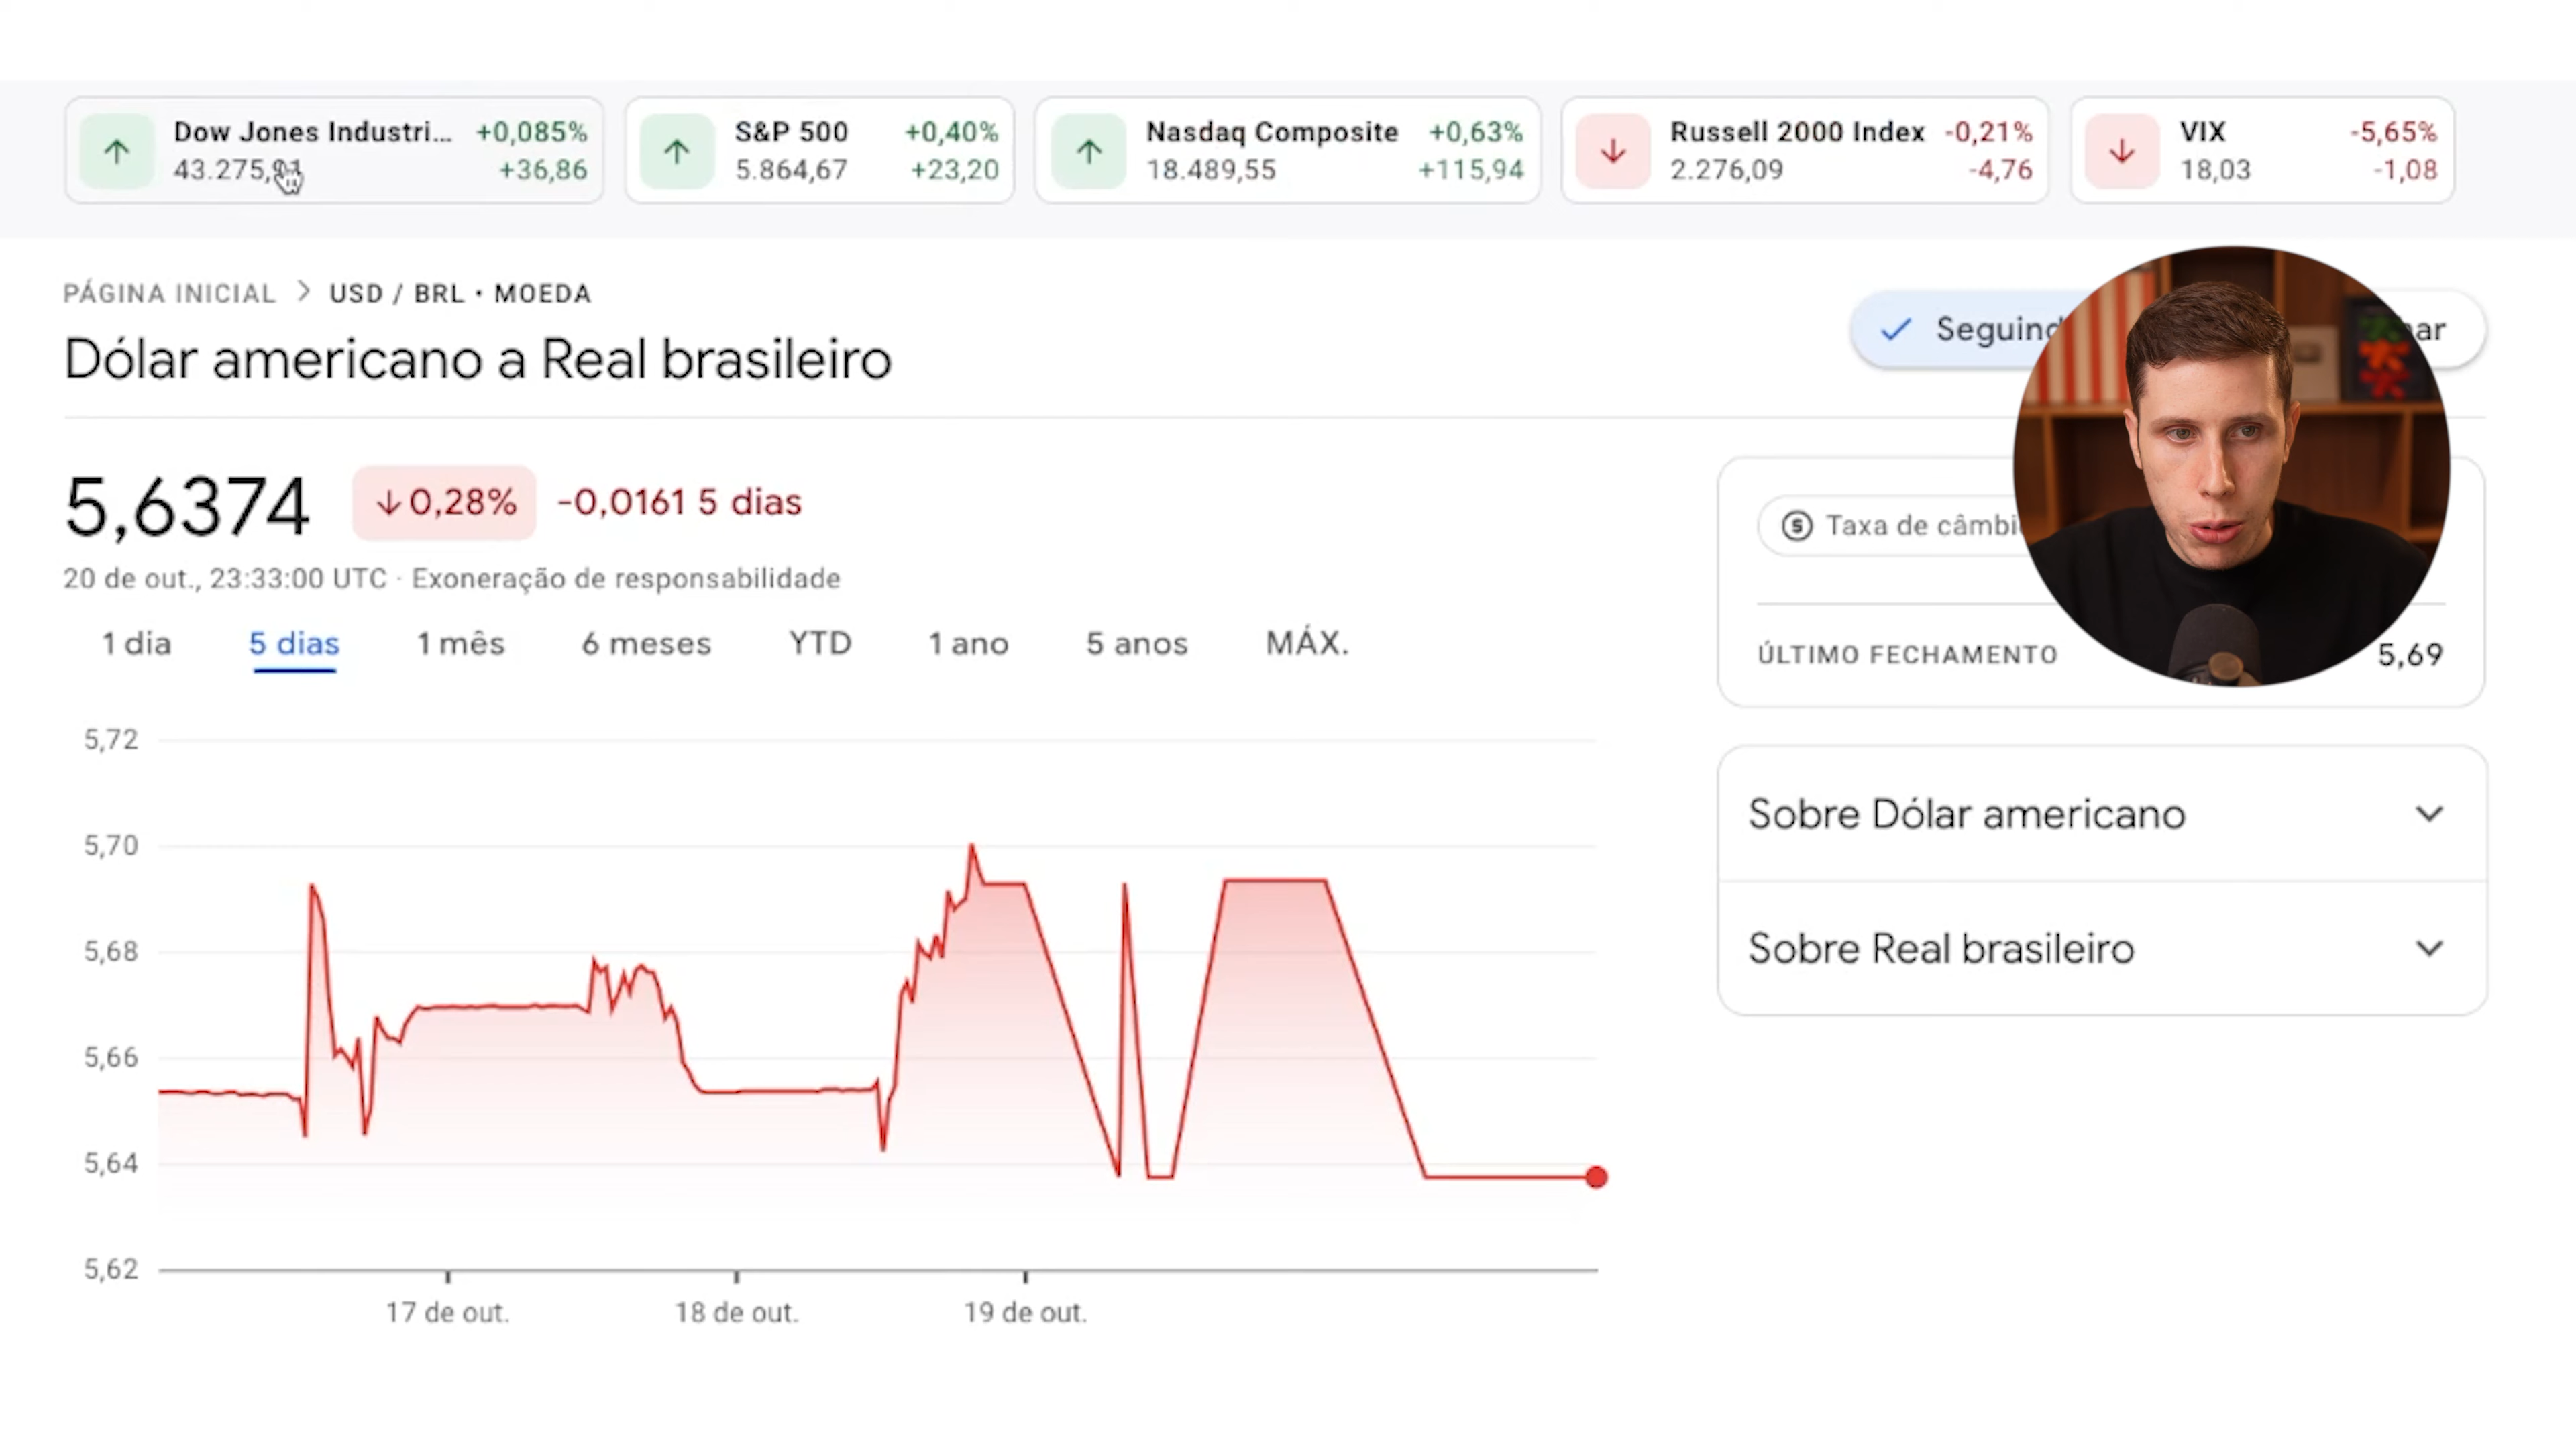 Dow Jones Industri... +0,085%
43.275, +36,86
S&P 500 +0,40%
5.864,67 +23,20
Nasdaq Composite +0,63%
18.489,55 +115,94
Russell 2000 Index -0,21%
2.276,09 -4,76
VIX -5,65%
18,03 -1,08
PÁGINA INICIAL > USD / BRL • MOEDA
Dólar americano a Real brasileiro
Seguind
ar
5,6374 ↓0,28% -0,0161 5 dias
20 de out., 23:33:00 UTC · Exoneração de responsabilidade
1 dia 5 dias 1 mês 6 meses YTD 1 ano 5 anos MÁX.
5,72
5,70
5,68
5,66
5,64
5,62
17 de out. 18 de out. 19 de out.
Taxa de câmbi
ÚLTIMO FECHAMENTO 5,69
Sobre Dólar americano
Sobre Real brasileiro